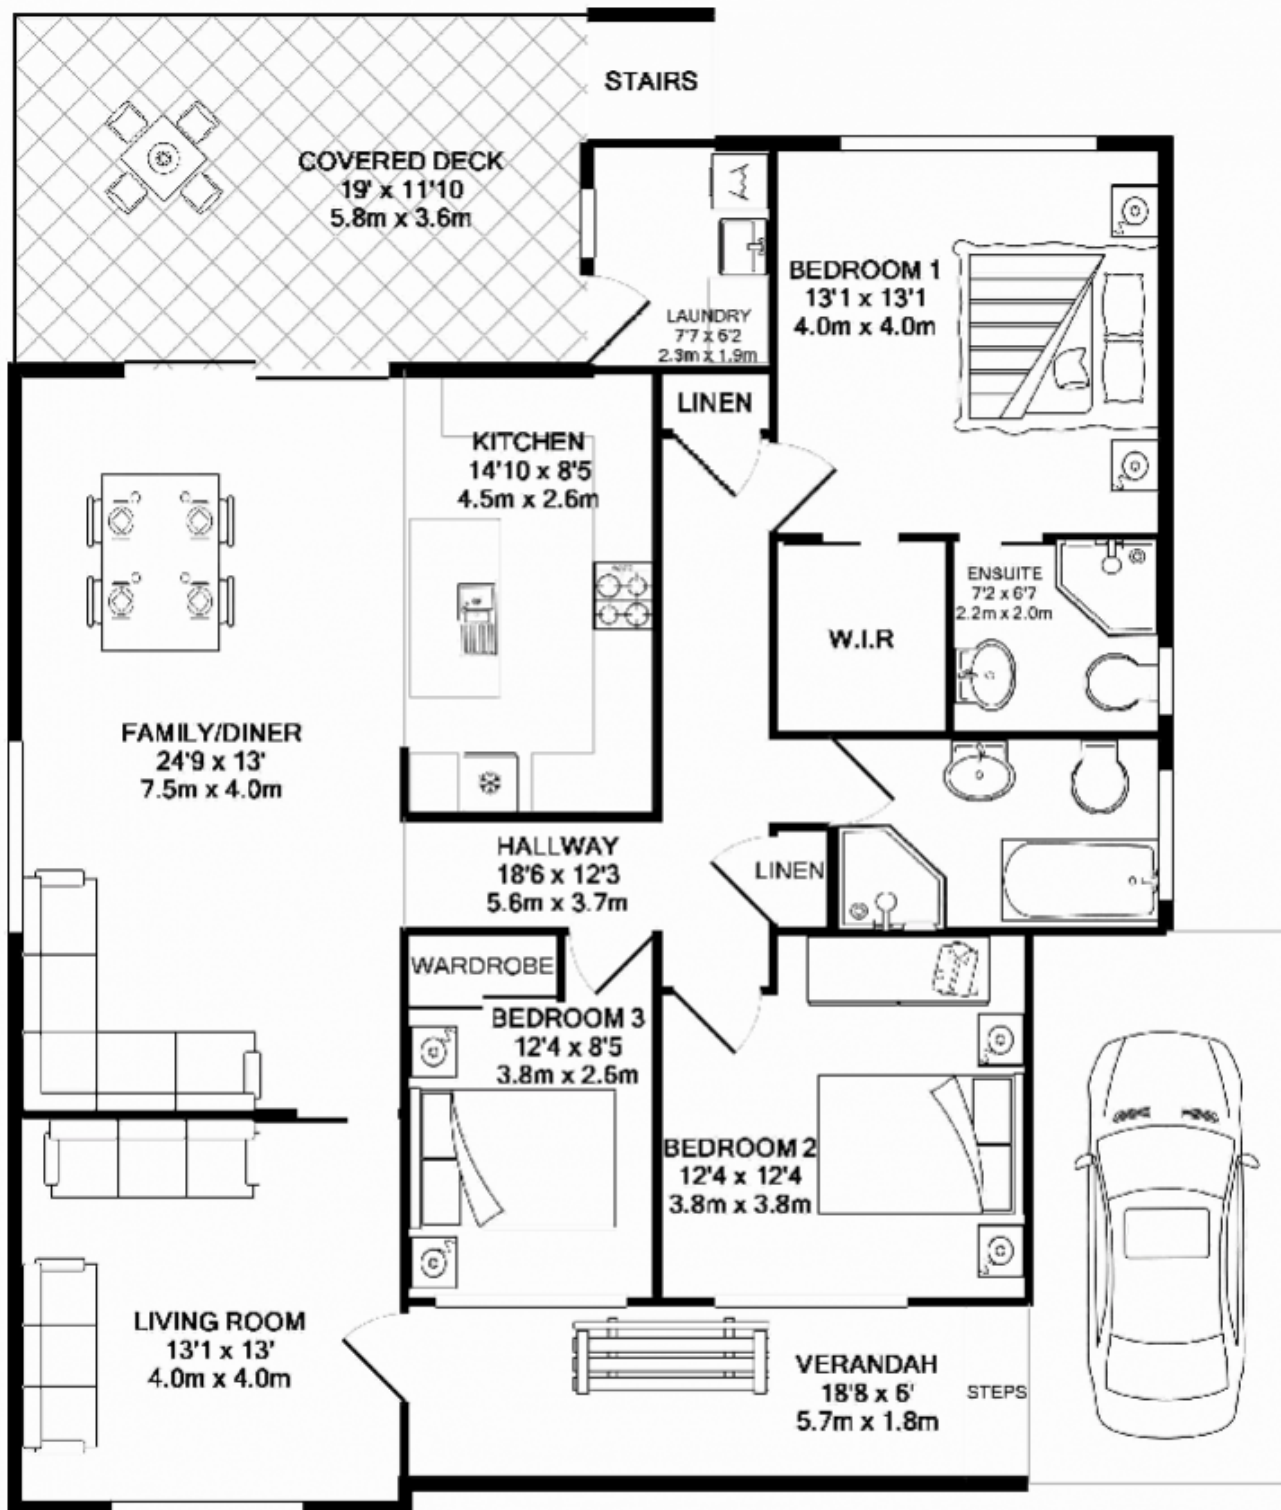 STAIRS
COVERED DECK
19' x 11'10
5.8m x 3.6m
LAUNDRY
7'7 x 6'2
2.3m x 1.9m
BEDROOM 1
13'1 x 13'1
4.0m x 4.0m
LINEN
KITCHEN
14'10 x 8'5
4.5m x 2.6m
ENSUITE
7'2 x 6'7
2.2m x 2.0m
W.I.R
FAMILY/DINER
24'9 x 13'
7.5m x 4.0m
HALLWAY
18'6 x 12'3
5.6m x 3.7m
LINEN
WARDROBE
BEDROOM 3
12'4 x 8'5
3.8m x 2.6m
BEDROOM 2
12'4 x 12'4
3.8m x 3.8m
LIVING ROOM
13'1 x 13'
4.0m x 4.0m
VERANDAH
18'8 x 6'
5.7m x 1.8m
STEPS